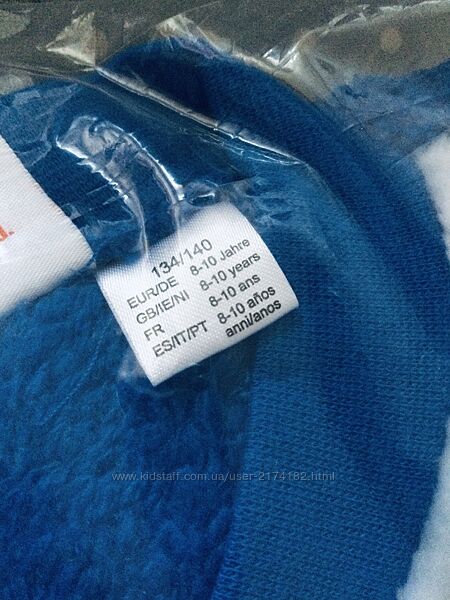 134/140
EUR/DE 8-10 Jahre
GB/IE/NI 8-10 years
FR 8-10 ans
ES/IT/PT 8-10 años
anni/anos
d.
www.kidstaff.com.ua/user-2174182.html